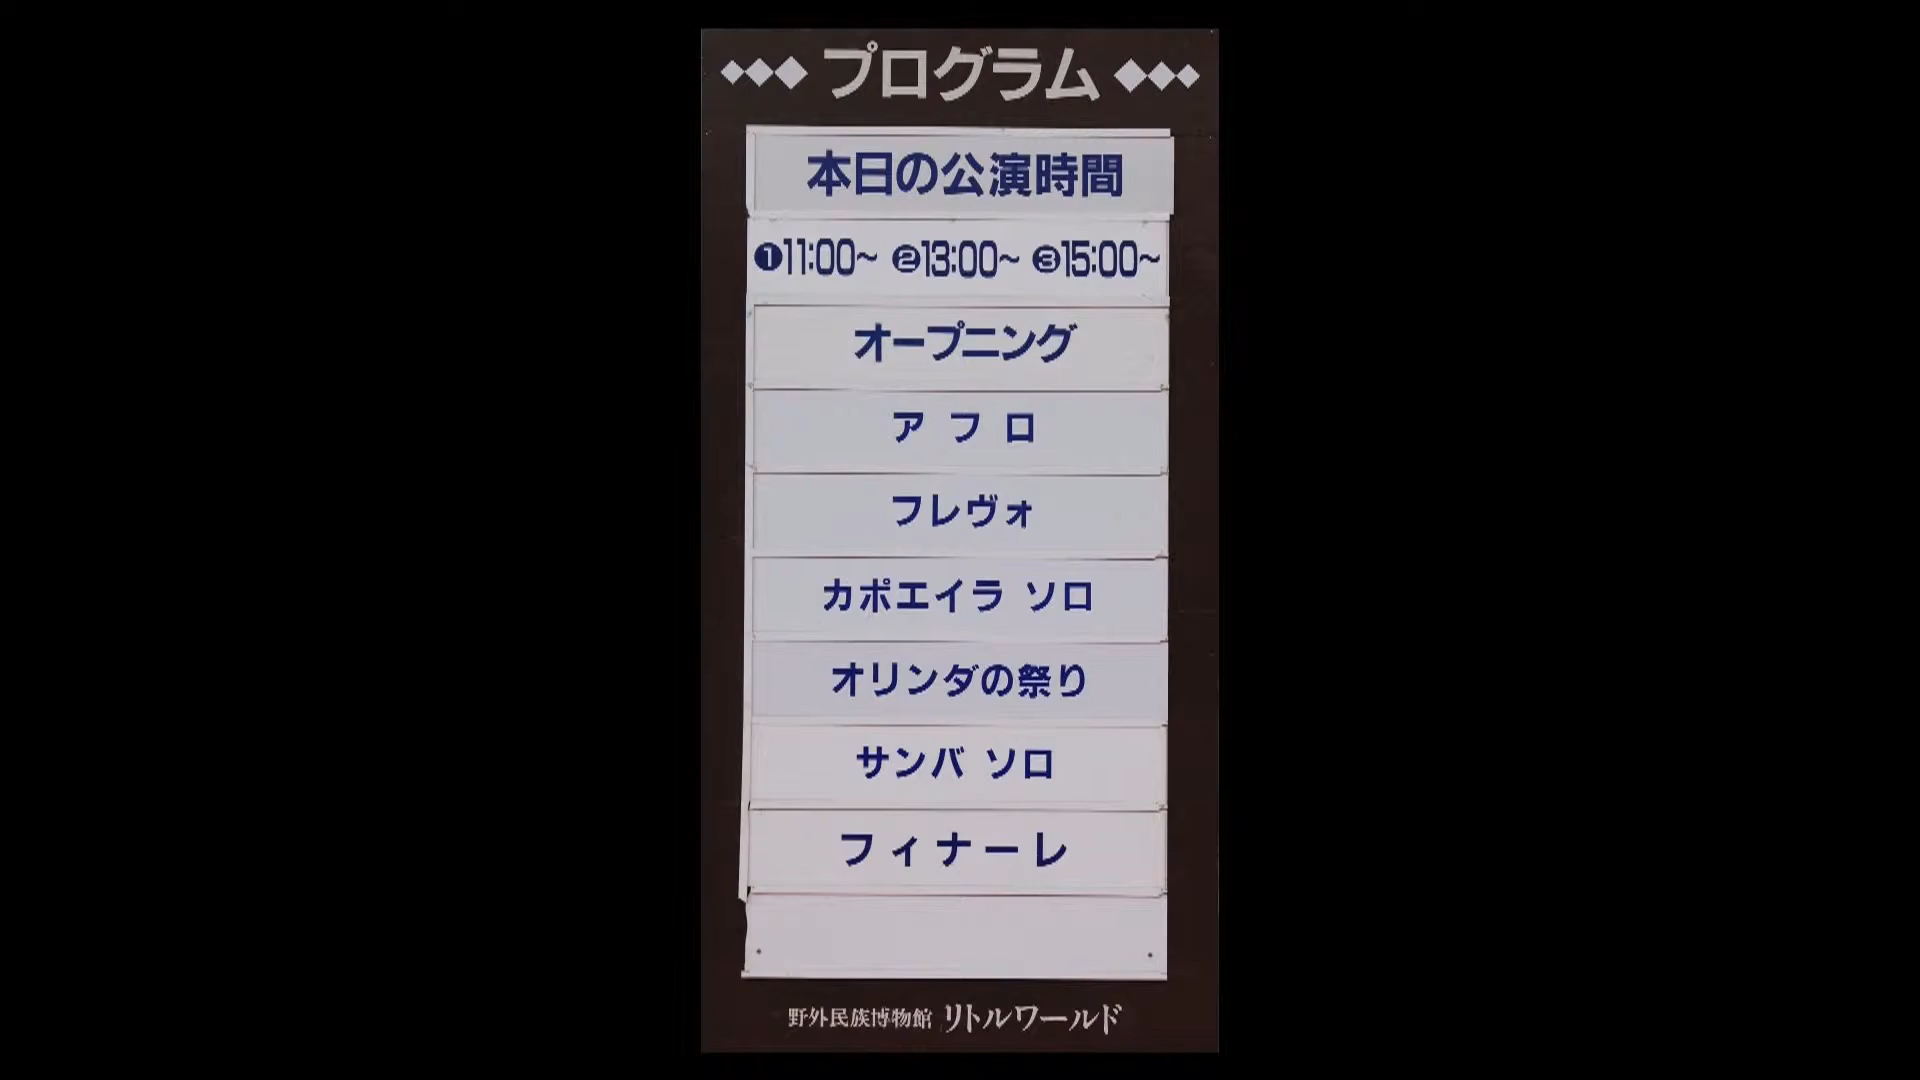 ◆◆◆ プログラム ◆◆◆
本日の公演時間
❶11:00~ ❷13:00~ ❸15:00~
オープニング
アフロ
フレヴォ
カポエイラ ソロ
オリンダの祭り
サンバ ソロ
フィナーレ
野外民族博物館 リトルワールド